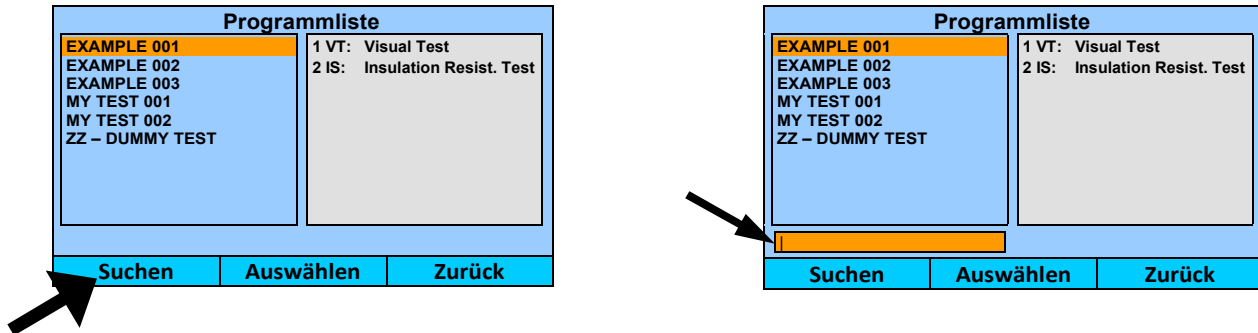 Programmliste
EXAMPLE 001
EXAMPLE 002
EXAMPLE 003
MY TEST 001
MY TEST 002
ZZ – DUMMY TEST
1 VT: Visual Test
2 IS: Insulation Resist. Test
Suchen Auswählen Zurück
Programmliste
EXAMPLE 001
EXAMPLE 002
EXAMPLE 003
MY TEST 001
MY TEST 002
ZZ – DUMMY TEST
1 VT: Visual Test
2 IS: Insulation Resist. Test
Suchen Auswählen Zurück